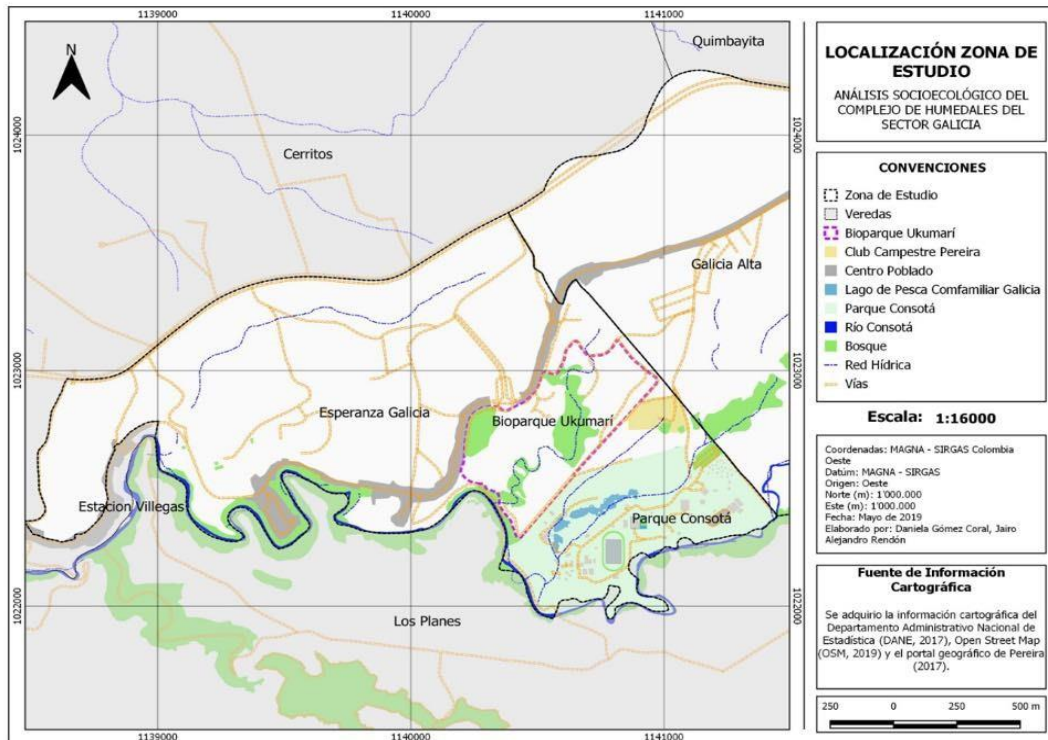 1139000
1140000
1141000
N
Quimbayita
1024000
1024000
Cerritos
Galicia Alta
1023000
1023000
Esperanza Galicia
Bioparque Ukumarí
Estacion Villegas
Parque Consotá
1022000
1022000
Los Planes
1139000
1140000
1141000
LOCALIZACIÓN ZONA DE
ESTUDIO
ANÁLISIS SOCIOECOLÓGICO DEL
COMPLEJO DE HUMEDALES DEL
SECTOR GALICIA
CONVENCIONES
Zona de Estudio
Veredas
Bioparque Ukumarí
Club Campestre Pereira
Centro Poblado
Lago de Pesca Comfamiliar Galicia
Parque Consotá
Río Consotá
Bosque
Red Hídrica
Vías
Escala: 1:16000
Coordenadas: MAGNA - SIRGAS Colombia
Oeste
Datúm: MAGNA - SIRGAS
Origen: Oeste
Norte (m): 1'000.000
Este (m): 1'000.000
Fecha: Mayo de 2019
Elaborado por: Daniela Gómez Coral, Jairo
Alejandro Rendón
Fuente de Información
Cartográfica
Se adquirio la información cartográfica del
Departamento Administrativo Nacional de
Estadística (DANE, 2017), Open Street Map
(OSM, 2019) y el portal geográfico de Pereira
(2017).
250 0 250 500 m